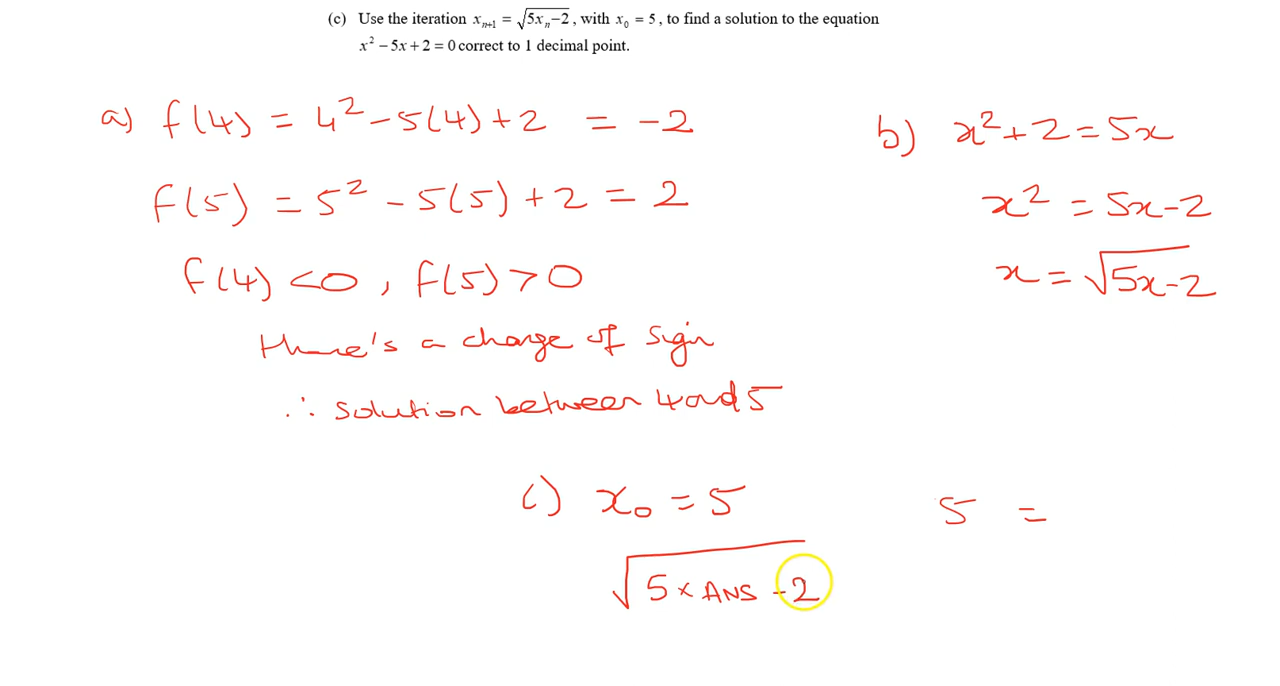 (c) Use the iteration xₙ₊₁ = √(5xₙ−2), with x₀ = 5, to find a solution to the equation
x² − 5x + 2 = 0 correct to 1 decimal point.
a) f(4) = 4² − 5(4) + 2 = −2
f(5) = 5² − 5(5) + 2 = 2
f(4) <0, f(5) >0
there's a change of sign
∴ solution between 4 and 5
b) x² + 2 = 5x
x² = 5x − 2
x = √(5x − 2)
c) x₀ = 5
√(5 × ANS − 2)
5 =